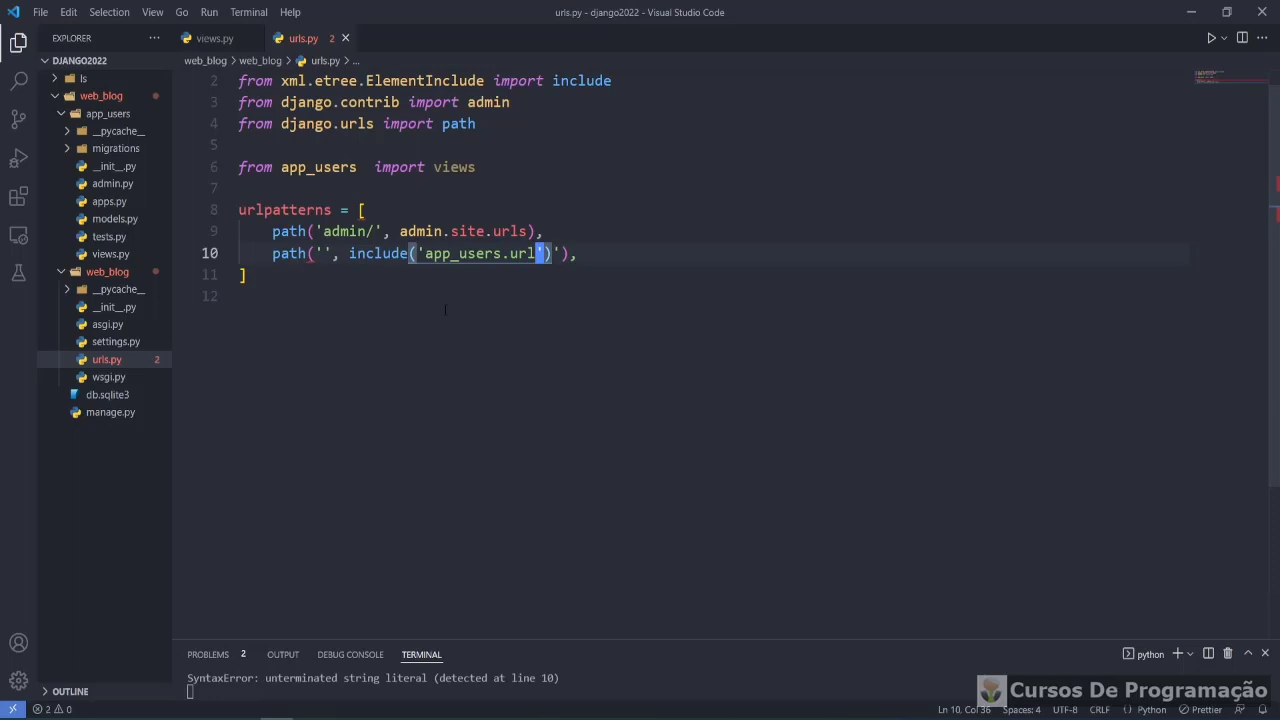 File Edit Selection View Go Run Terminal Help
urls.py - django2022 - Visual Studio Code
EXPLORER
views.py
urls.py 2
DJANGO2022
web_blog > web_blog > urls.py > ...
ls
web_blog
app_users
__pycache__
migrations
__init__.py
admin.py
apps.py
models.py
tests.py
views.py
web_blog
__pycache__
__init__.py
asgi.py
settings.py
urls.py 2
wsgi.py
db.sqlite3
manage.py
OUTLINE
2 from xml.etree.ElementInclude import include
3 from django.contrib import admin
4 from django.urls import path
5
6 from app_users  import views
7
8 urlpatterns = [
9     path('admin/', admin.site.urls),
10     path('', include('app_users.url')'),
11 ]
12
PROBLEMS 2 OUTPUT DEBUG CONSOLE TERMINAL
python
SyntaxError: unterminated string literal (detected at line 10)
Cursos De Programação
2 0
Ln 10, Col 36 Spaces: 4 UTF-8 CRLF Python Prettier